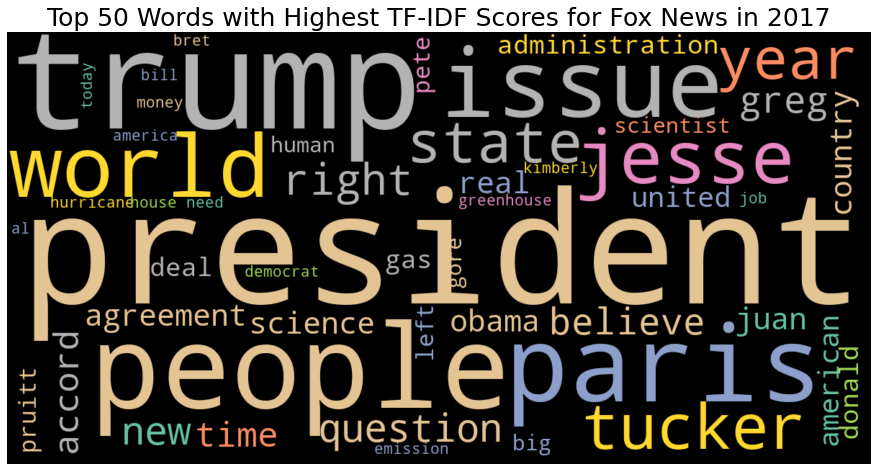 Top 50 Words with Highest TF-IDF Scores for Fox News in 2017
trump
issue
bret
today
bill
money
america
pete
administration
year
greg
country
world
human
right
state
scientist
jesse
real
kimberly
united
job
hurricane
house
need
greenhouse
al
president
deal
democrat
gas
gore
agreement
science
left
obama
believe
juan
people
paris
accord
pruitt
new
time
question
emission
big
tucker
american
donald